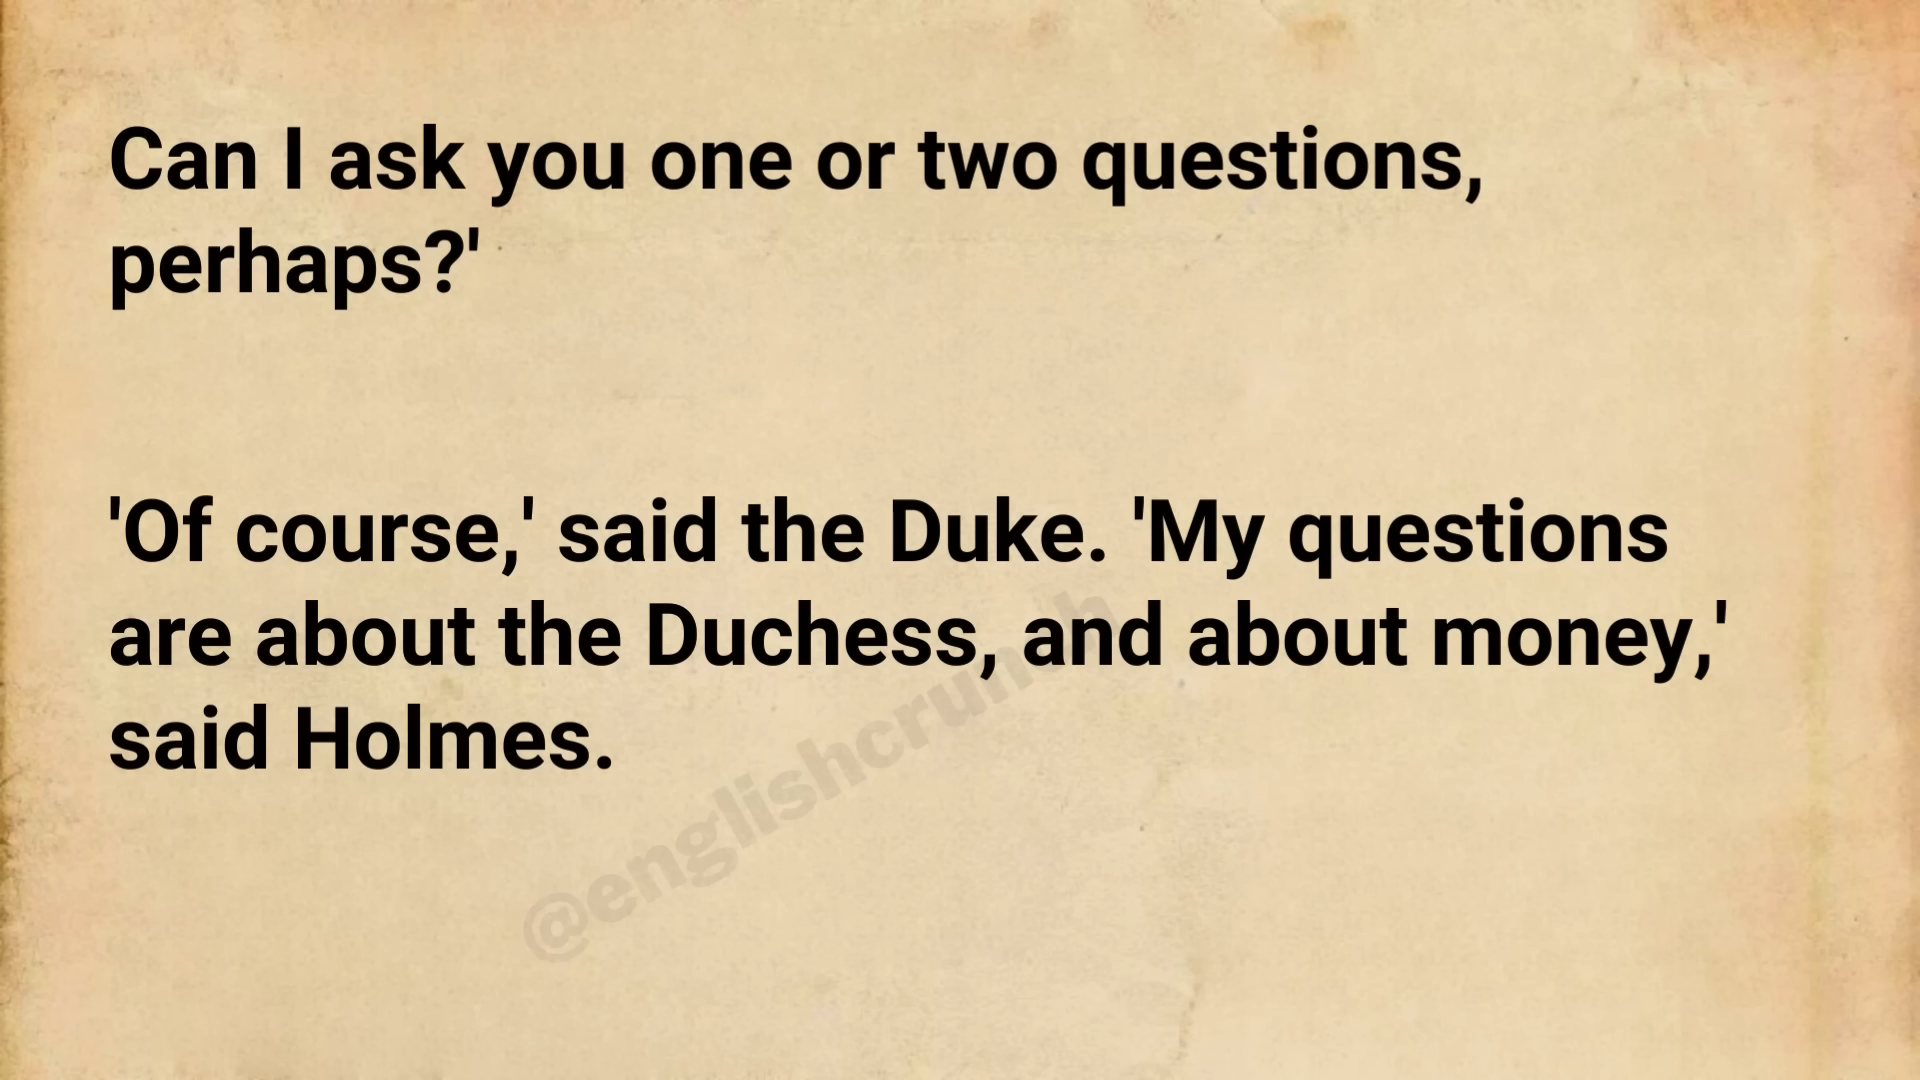 Can I ask you one or two questions,
perhaps?'
'Of course,' said the Duke. 'My questions
are about the Duchess, and about money,'
said Holmes.
@englishcrunch